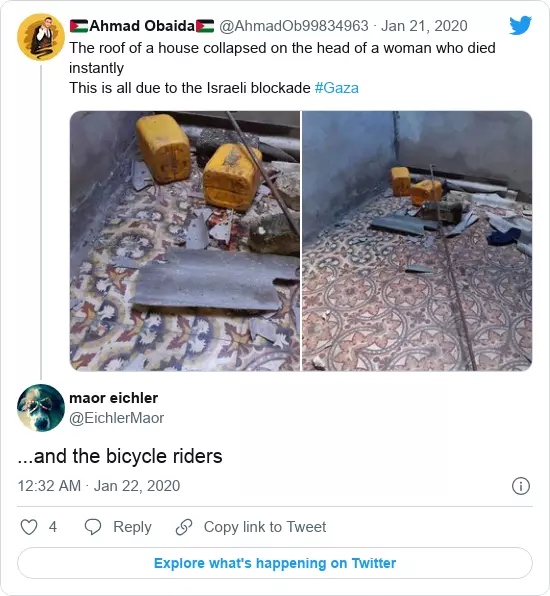 🇵🇸Ahmad Obaida🇵🇸 @AhmadOb99834963 · Jan 21, 2020
The roof of a house collapsed on the head of a woman who died
instantly
This is all due to the Israeli blockade #Gaza
maor eichler
@EichlerMaor
...and the bicycle riders
12:32 AM · Jan 22, 2020
4 Reply Copy link to Tweet
Explore what's happening on Twitter